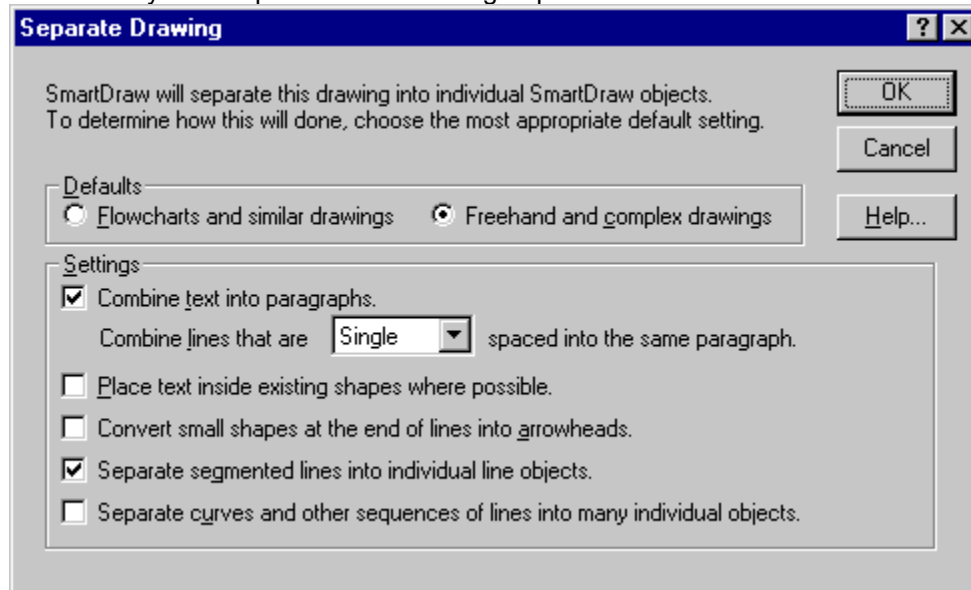 Separate Drawing
SmartDraw will separate this drawing into individual SmartDraw objects.
To determine how this will done, choose the most appropriate default setting.
OK
Cancel
Help...
Defaults
Flowcharts and similar drawings
Freehand and complex drawings
Settings
Combine text into paragraphs.
Combine lines that are Single spaced into the same paragraph.
Place text inside existing shapes where possible.
Convert small shapes at the end of lines into arrowheads.
Separate segmented lines into individual line objects.
Separate curves and other sequences of lines into many individual objects.